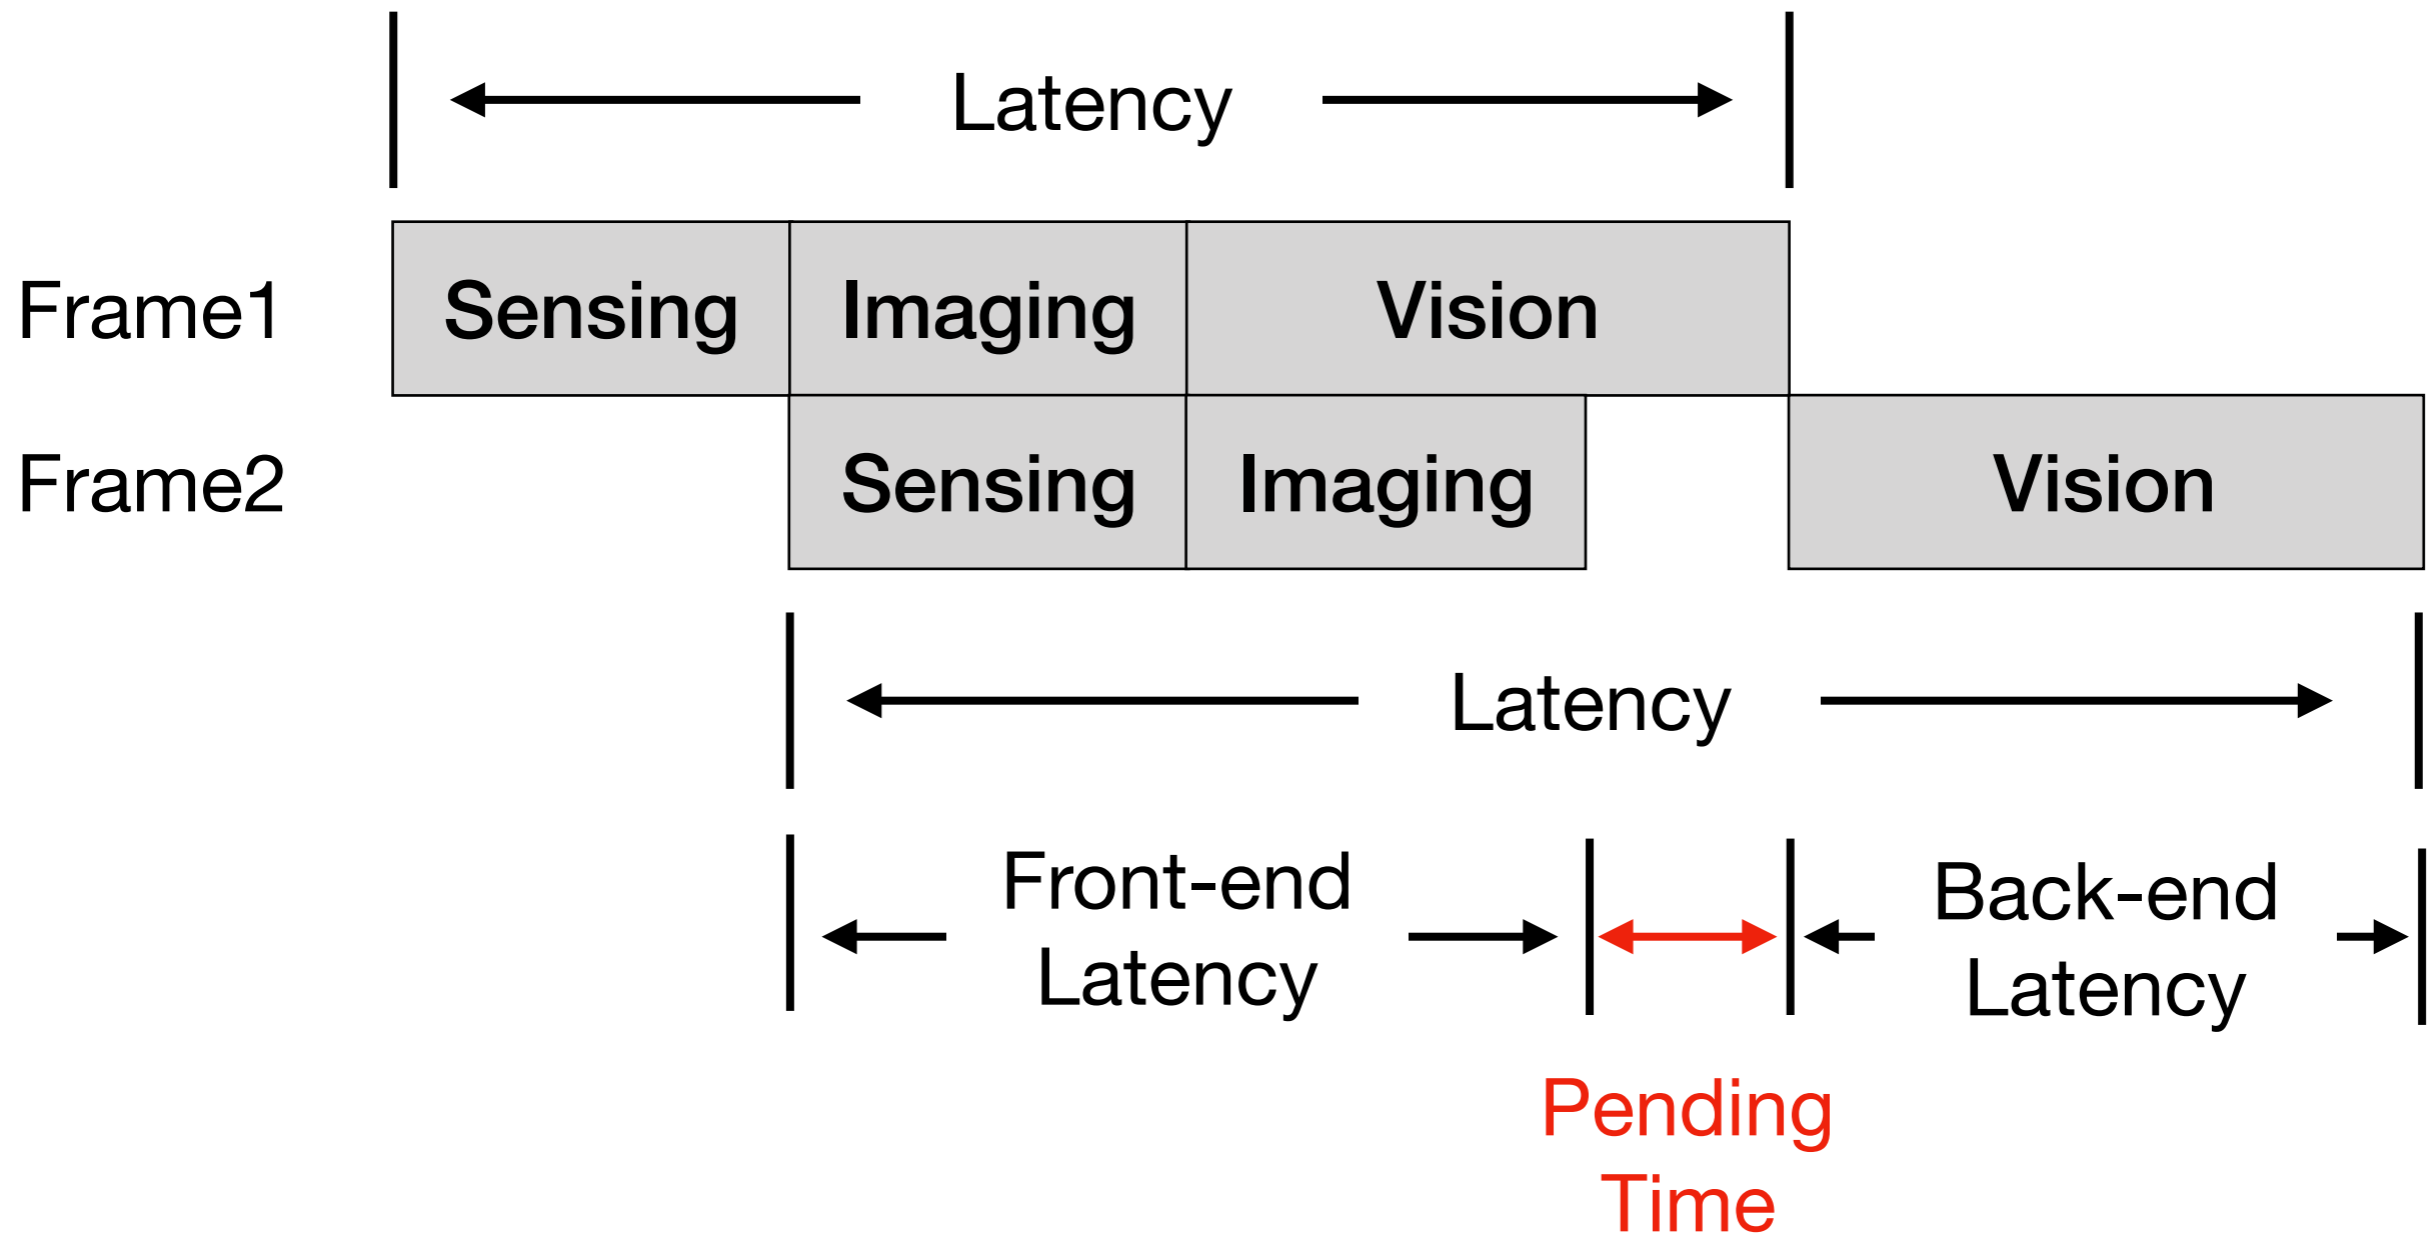 Latency
Frame1 Sensing Imaging Vision
Frame2 Sensing Imaging Vision
Latency
Front-end
Latency
Back-end
Latency
Pending
Time